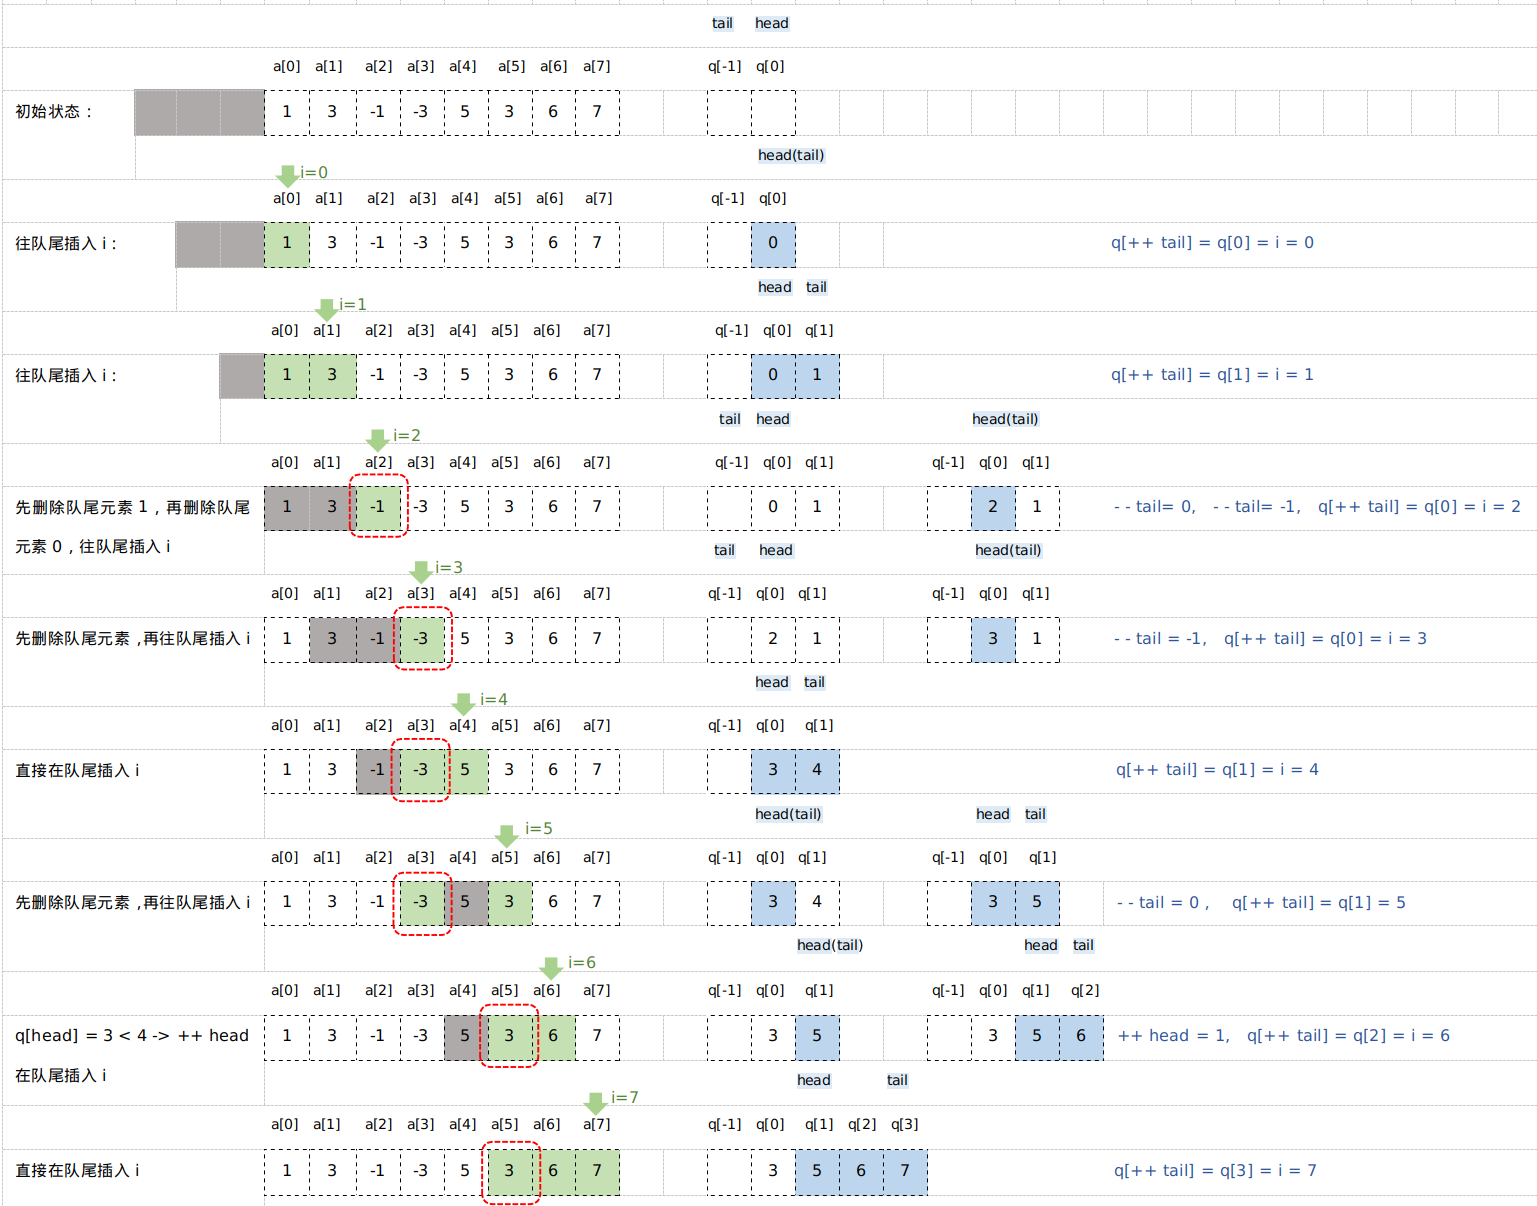 tail head
a[0] a[1] a[2] a[3] a[4] a[5] a[6] a[7] q[-1] q[0]
初始状态： 1 3 -1 -3 5 3 6 7
head(tail)
i=0
a[0] a[1] a[2] a[3] a[4] a[5] a[6] a[7] q[-1] q[0]
往队尾插入 i： 1 3 -1 -3 5 3 6 7 0 q[++ tail] = q[0] = i = 0
head tail
i=1
a[0] a[1] a[2] a[3] a[4] a[5] a[6] a[7] q[-1] q[0] q[1]
往队尾插入 i： 1 3 -1 -3 5 3 6 7 0 1 q[++ tail] = q[1] = i = 1
tail head head(tail)
i=2
a[0] a[1] a[2] a[3] a[4] a[5] a[6] a[7] q[-1] q[0] q[1] q[-1] q[0] q[1]
先删除队尾元素 1，再删除队尾 1 3 -1 -3 5 3 6 7 0 1 2 1 - - tail= 0, - - tail= -1, q[++ tail] = q[0] = i = 2
元素 0，往队尾插入 i
tail head head(tail)
i=3
a[0] a[1] a[2] a[3] a[4] a[5] a[6] a[7] q[-1] q[0] q[1] q[-1] q[0] q[1]
先删除队尾元素，再往队尾插入 i 1 3 -1 -3 5 3 6 7 2 1 3 1 - - tail = -1, q[++ tail] = q[0] = i = 3
head tail
i=4
a[0] a[1] a[2] a[3] a[4] a[5] a[6] a[7] q[-1] q[0] q[1]
直接在队尾插入 i 1 3 -1 -3 5 3 6 7 3 4 q[++ tail] = q[1] = i = 4
head(tail) head tail
i=5
a[0] a[1] a[2] a[3] a[4] a[5] a[6] a[7] q[-1] q[0] q[1] q[-1] q[0] q[1]
先删除队尾元素，再往队尾插入 i 1 3 -1 -3 5 3 6 7 3 4 3 5 - - tail = 0， q[++ tail] = q[1] = 5
head(tail) head tail
i=6
a[0] a[1] a[2] a[3] a[4] a[5] a[6] a[7] q[-1] q[0] q[1] q[-1] q[0] q[1] q[2]
q[head] = 3 < 4 -> ++ head 1 3 -1 -3 5 3 6 7 3 5 3 5 6 ++ head = 1, q[++ tail] = q[2] = i = 6
在队尾插入 i
head tail
i=7
a[0] a[1] a[2] a[3] a[4] a[5] a[6] a[7] q[-1] q[0] q[1] q[2] q[3]
直接在队尾插入 i 1 3 -1 -3 5 3 6 7 3 5 6 7 q[++ tail] = q[3] = i = 7